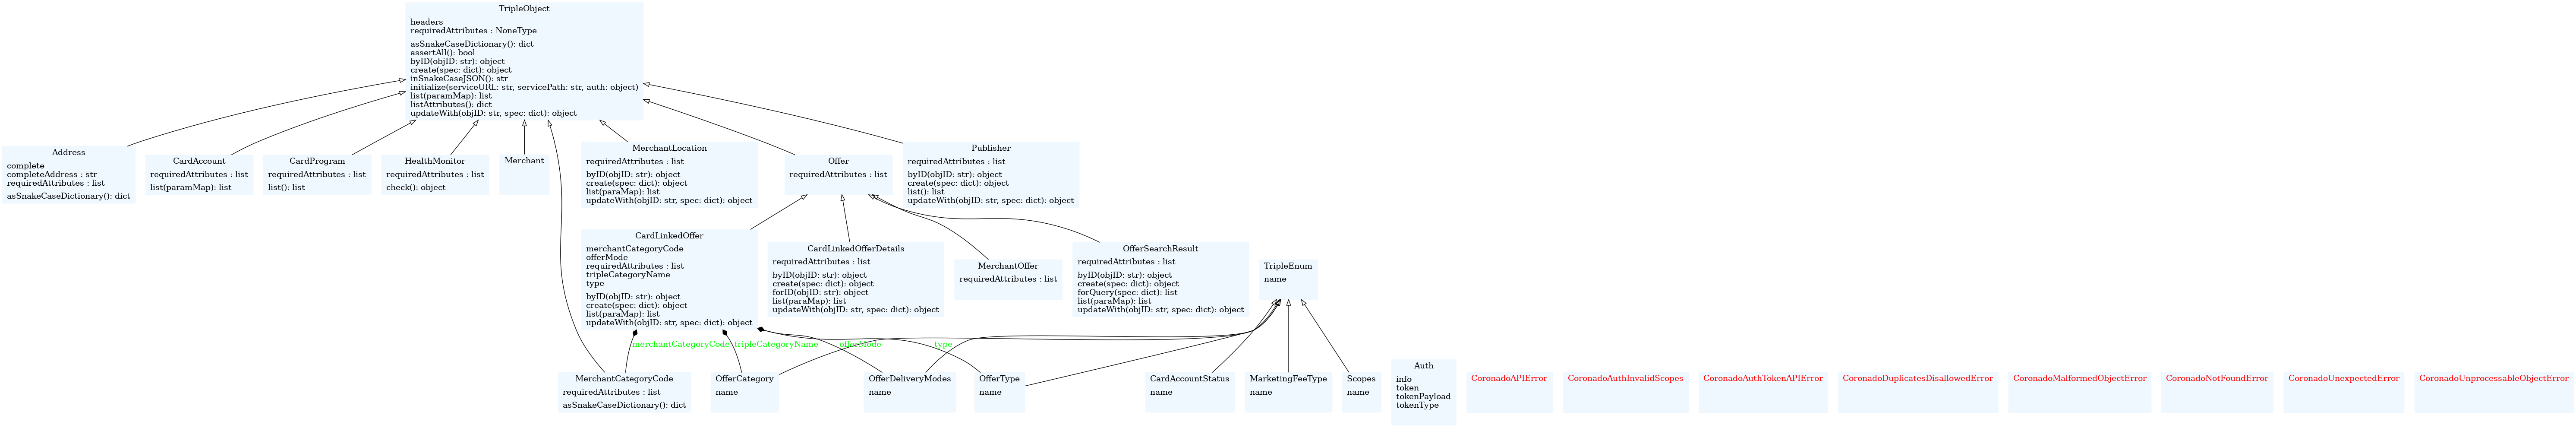 TripleObject
headers
requiredAttributes : NoneType
asSnakeCaseDictionary(): dict
assertAll(): bool
byID(objID: str): object
create(spec: dict): object
inSnakeCaseJSON(): str
initialize(serviceURL: str, servicePath: str, auth: object)
list(paramMap): list
listAttributes(): dict
updateWith(objID: str, spec: dict): object
Address
complete
completeAddress : str
requiredAttributes : list
asSnakeCaseDictionary(): dict
CardAccount
requiredAttributes : list
list(paramMap): list
CardProgram
requiredAttributes : list
list(): list
HealthMonitor
requiredAttributes : list
check(): object
Merchant
MerchantLocation
requiredAttributes : list
byID(objID: str): object
create(spec: dict): object
list(paraMap): list
updateWith(objID: str, spec: dict): object
Offer
requiredAttributes : list
Publisher
requiredAttributes : list
byID(objID: str): object
create(spec: dict): object
list(): list
updateWith(objID: str, spec: dict): object
CardLinkedOffer
merchantCategoryCode
offerMode
requiredAttributes : list
tripleCategoryName
type
byID(objID: str): object
create(spec: dict): object
list(paraMap): list
updateWith(objID: str, spec: dict): object
CardLinkedOfferDetails
requiredAttributes : list
byID(objID: str): object
create(spec: dict): object
forID(objID: str): object
list(paraMap): list
updateWith(objID: str, spec: dict): object
MerchantOffer
requiredAttributes : list
OfferSearchResult
requiredAttributes : list
byID(objID: str): object
create(spec: dict): object
forQuery(spec: dict): list
list(paraMap): list
updateWith(objID: str, spec: dict): object
TripleEnum
name
merchantCategoryCode
tripleCategoryName
offerMode
type
MerchantCategoryCode
requiredAttributes : list
asSnakeCaseDictionary(): dict
OfferCategory
name
OfferDeliveryModes
name
OfferType
name
CardAccountStatus
name
MarketingFeeType
name
Scopes
name
Auth
info
token
tokenPayload
tokenType
CoronadoAPIError
CoronadoAuthInvalidScopes
CoronadoAuthTokenAPIError
CoronadoDuplicatesDisallowedError
CoronadoMalformedObjectError
CoronadoNotFoundError
CoronadoUnexpectedError
CoronadoUnprocessableObjectError